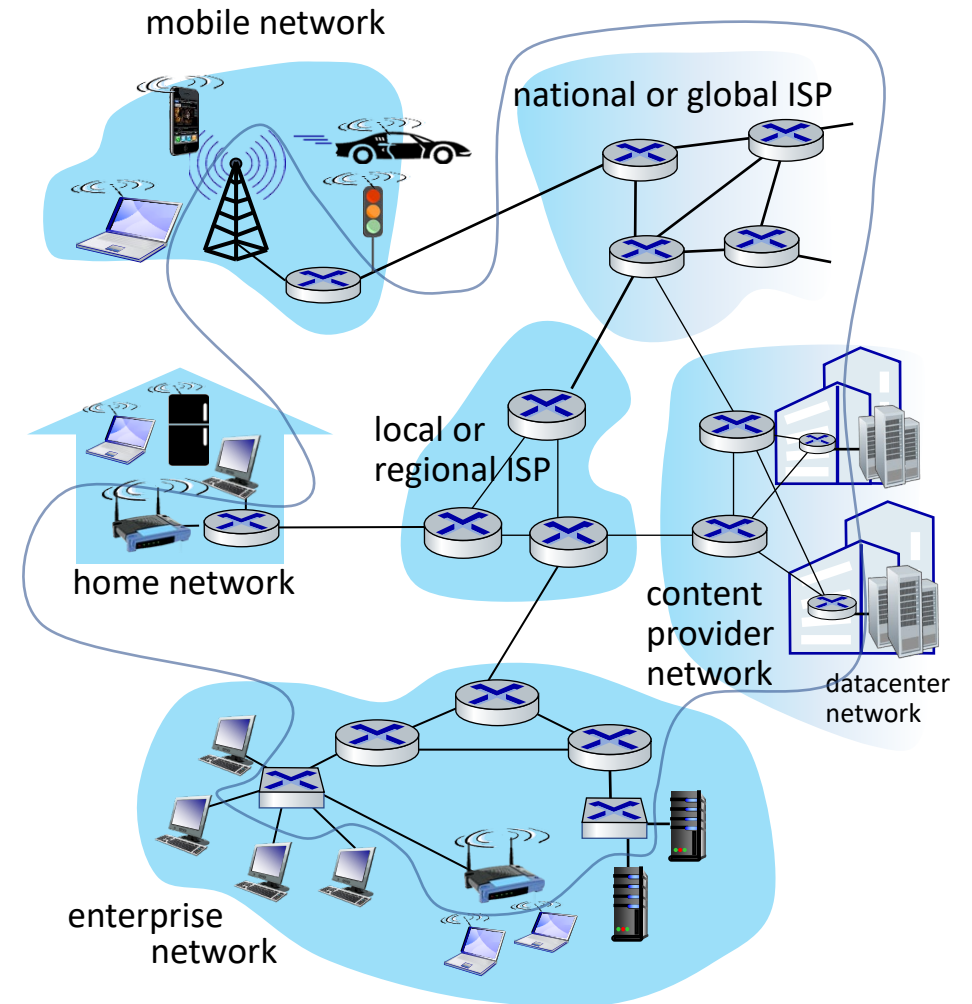 mobile network
national or global ISP
local or
regional ISP
home network
content
provider
network
datacenter
network
enterprise
network